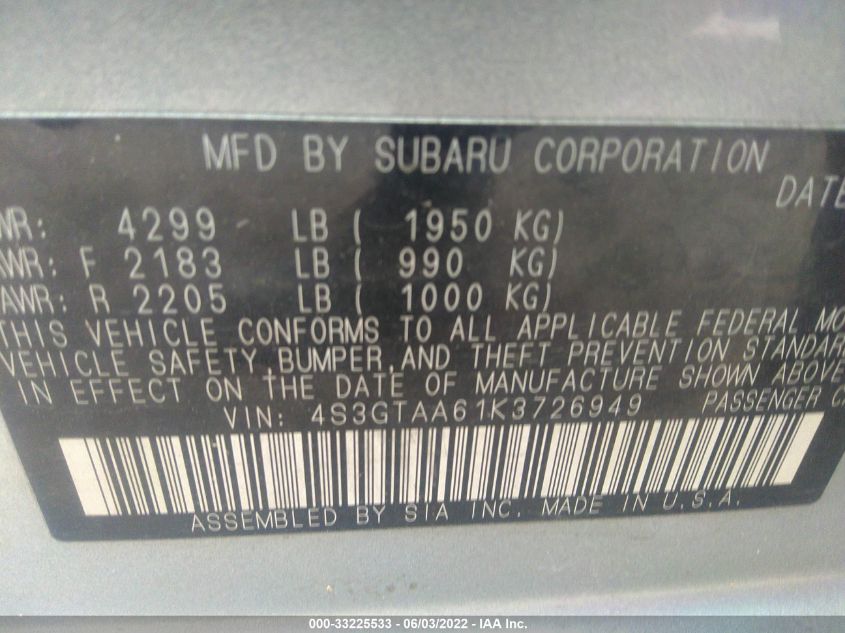 MFD BY SUBARU CORPORATION
DATE
WR: 4299 LB ( 1950 KG)
AWR: F 2183 LB ( 990 KG)
AWR: R 2205 LB ( 1000 KG)
THIS VEHICLE CONFORMS TO ALL APPLICABLE FEDERAL MO
VEHICLE SAFETY,BUMPER,AND THEFT PREVENTION STANDAR
IN EFFECT ON THE DATE OF MANUFACTURE SHOWN ABOVE
VIN: 4S3GTAA61K3726949 PASSENGER C
ASSEMBLED BY SIA INC. MADE IN U.S.A.
000-33225533 - 06/03/2022 - IAA Inc.